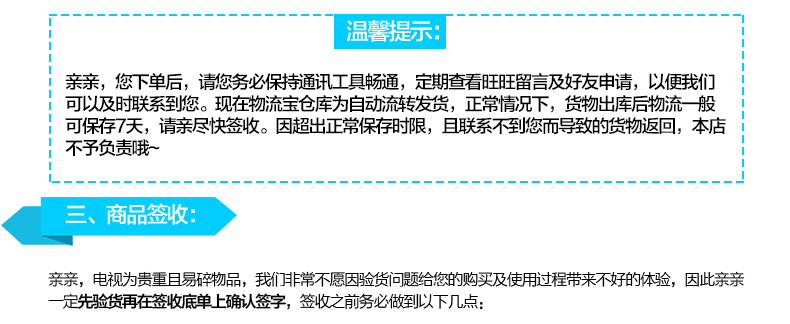 温馨提示：
亲亲，您下单后，请您务必保持通讯工具畅通，定期查看旺旺留言及好友申请，以便我们
可以及时联系到您。现在物流宝仓库为自动流转发货，正常情况下，货物出库后物流一般
可保存7天，请亲尽快签收。因超出正常保存时限，且联系不到您而导致的货物返回，本店
不予负责哦~
三、商品签收：
亲亲，电视为贵重且易碎物品，我们非常不愿因验货问题给您的购买及使用过程带来不好的体验，因此亲亲
一定先验货再在签收底单上确认签字，签收之前务必做到以下几点：